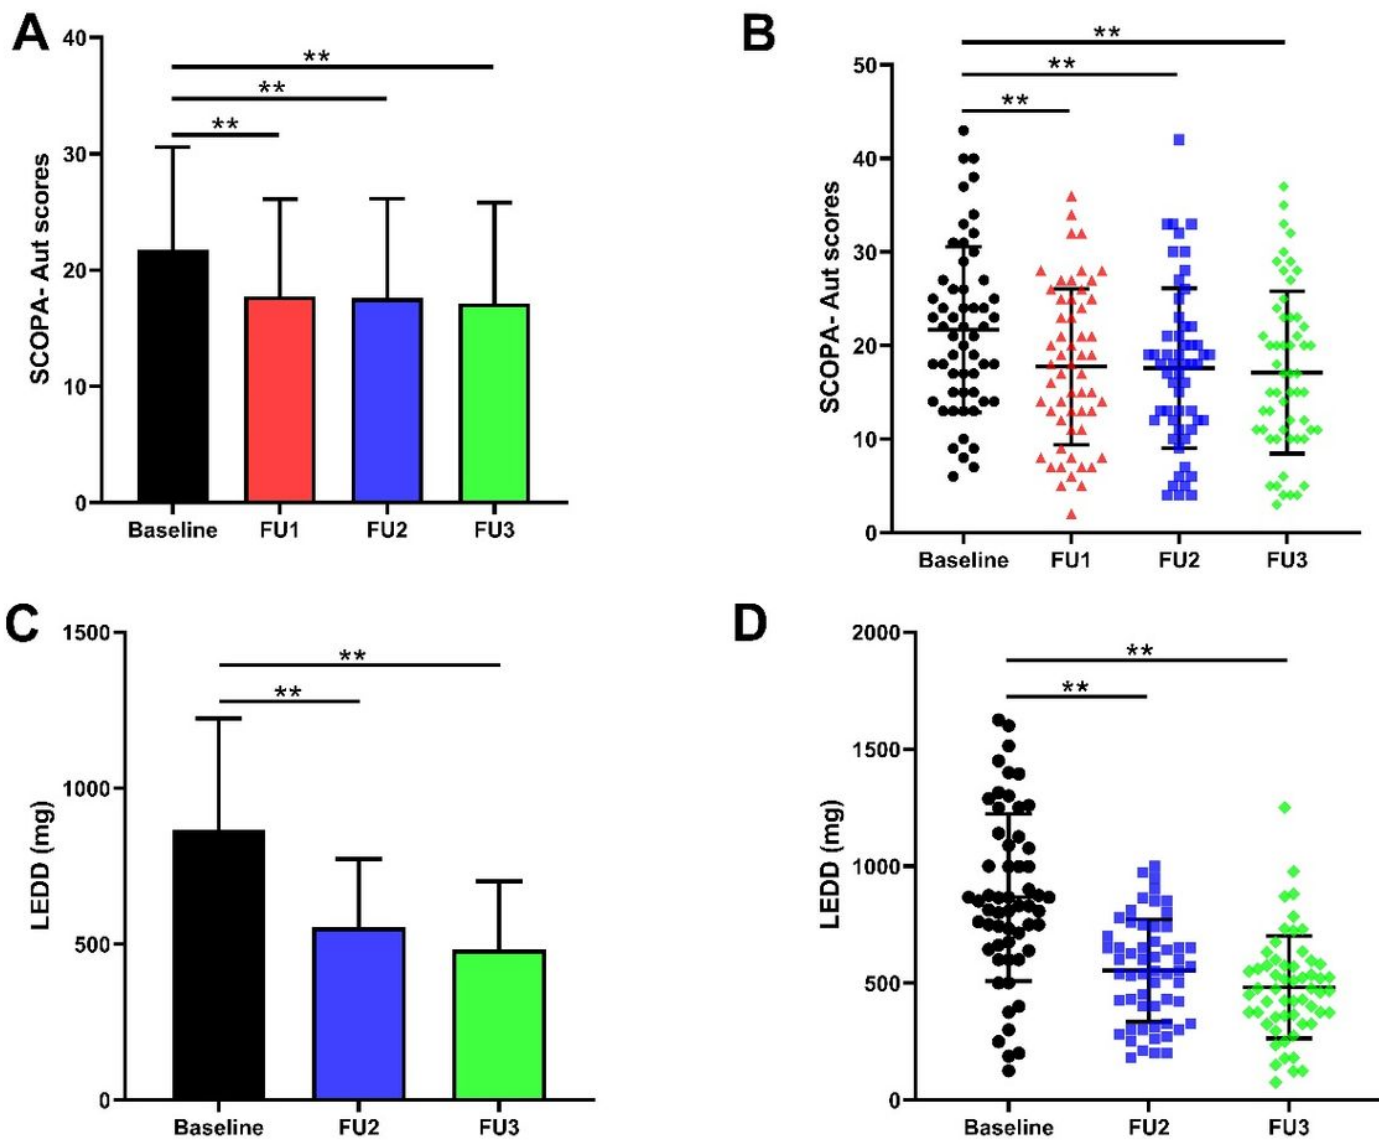 A
SCOPA- Aut scores
40
30
20
10
0
**
**
**
Baseline FU1 FU2 FU3
B
SCOPA- Aut scores
50
40
30
20
10
0
**
**
**
Baseline FU1 FU2 FU3
C
LEDD (mg)
1500
1000
500
0
**
**
Baseline FU2 FU3
D
LEDD (mg)
2000
1500
1000
500
0
**
**
Baseline FU2 FU3